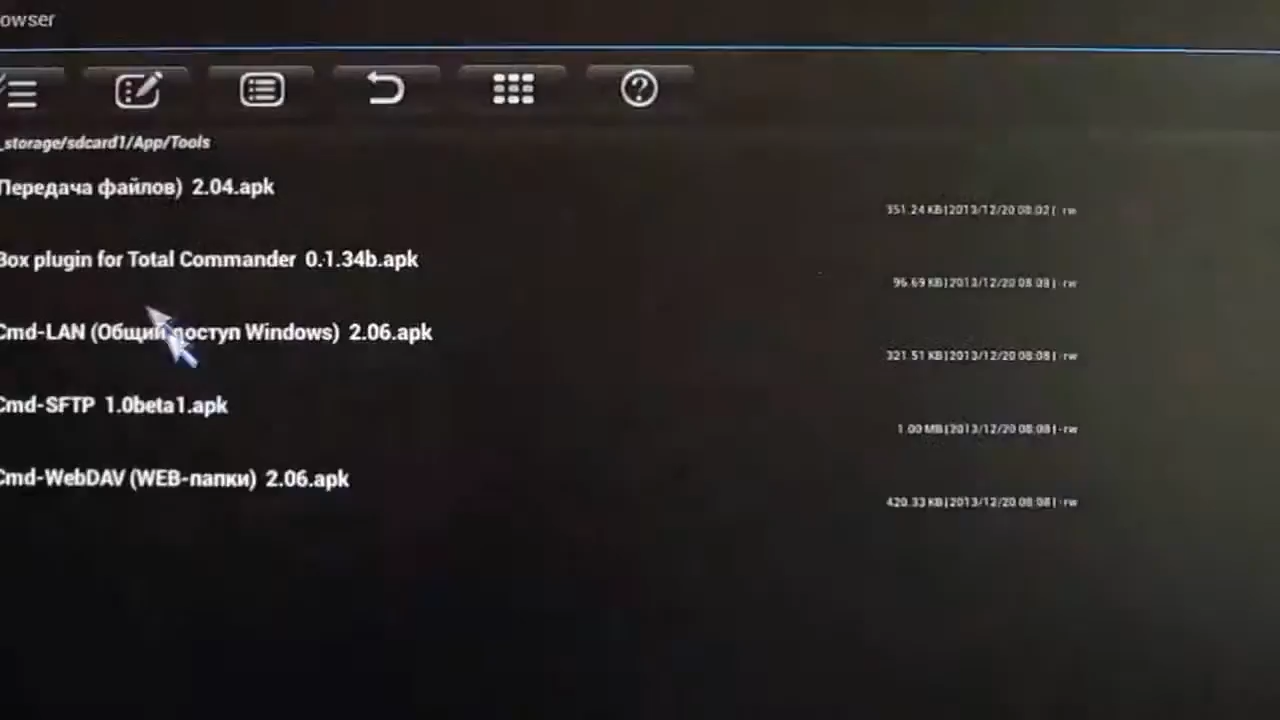 owser
_storage/sdcard1/App/Tools
Передача файлов) 2.04.apk
351.24 KB|2013/12/20 08:02| -rw
Box plugin for Total Commander 0.1.34b.apk
96.69 KB|2013/12/20 08:08| -rw
Cmd-LAN (Общий доступ Windows) 2.06.apk
321.51 KB|2013/12/20 08:08| -rw
Cmd-SFTP 1.0beta1.apk
1.00 MB|2013/12/20 08:08| -rw
Cmd-WebDAV (WEB-папки) 2.06.apk
420.33 KB|2013/12/20 08:08| -rw